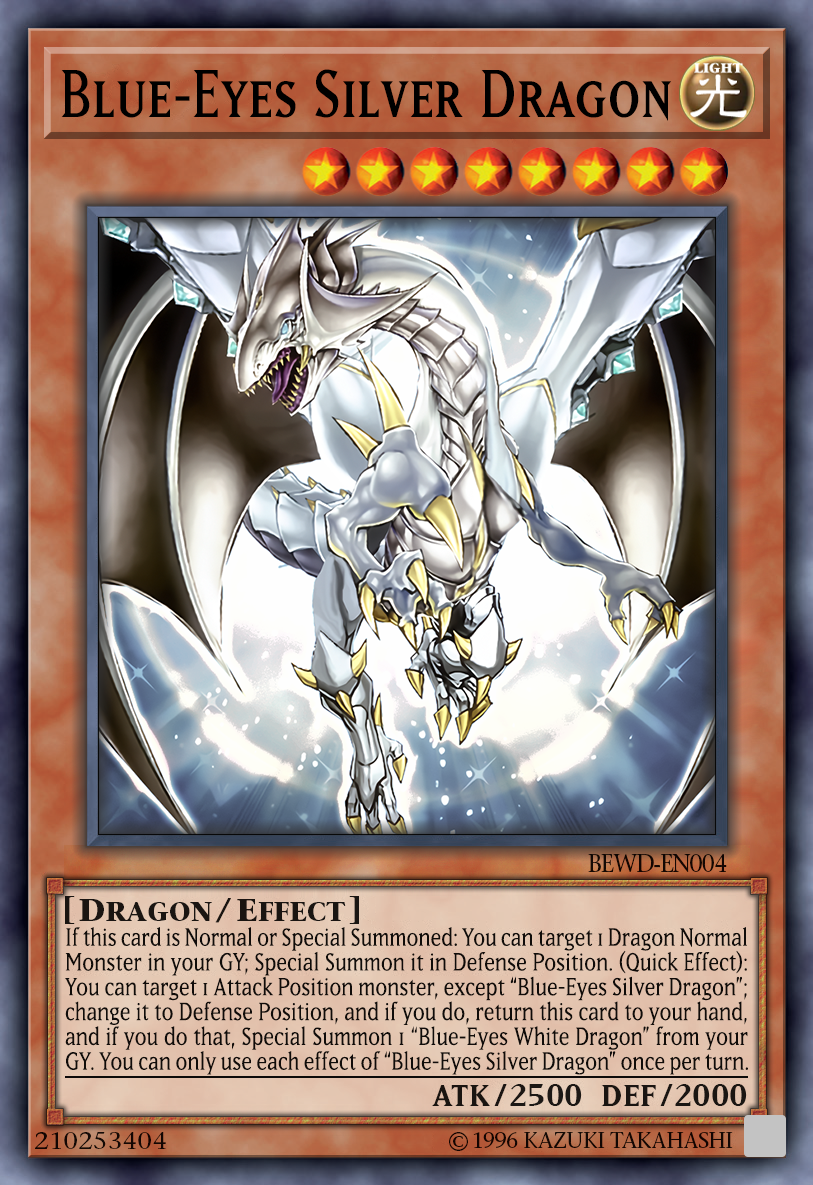 Blue-Eyes Silver Dragon
LIGHT
光
BEWD-EN004
[Dragon/Effect]
If this card is Normal or Special Summoned: You can target 1 Dragon Normal
Monster in your GY; Special Summon it in Defense Position. (Quick Effect):
You can target 1 Attack Position monster, except “Blue-Eyes Silver Dragon”;
change it to Defense Position, and if you do, return this card to your hand,
and if you do that, Special Summon 1 “Blue-Eyes White Dragon” from your
GY. You can only use each effect of “Blue-Eyes Silver Dragon” once per turn.
ATK/2500 DEF/2000
210253404
© 1996 KAZUKI TAKAHASHI